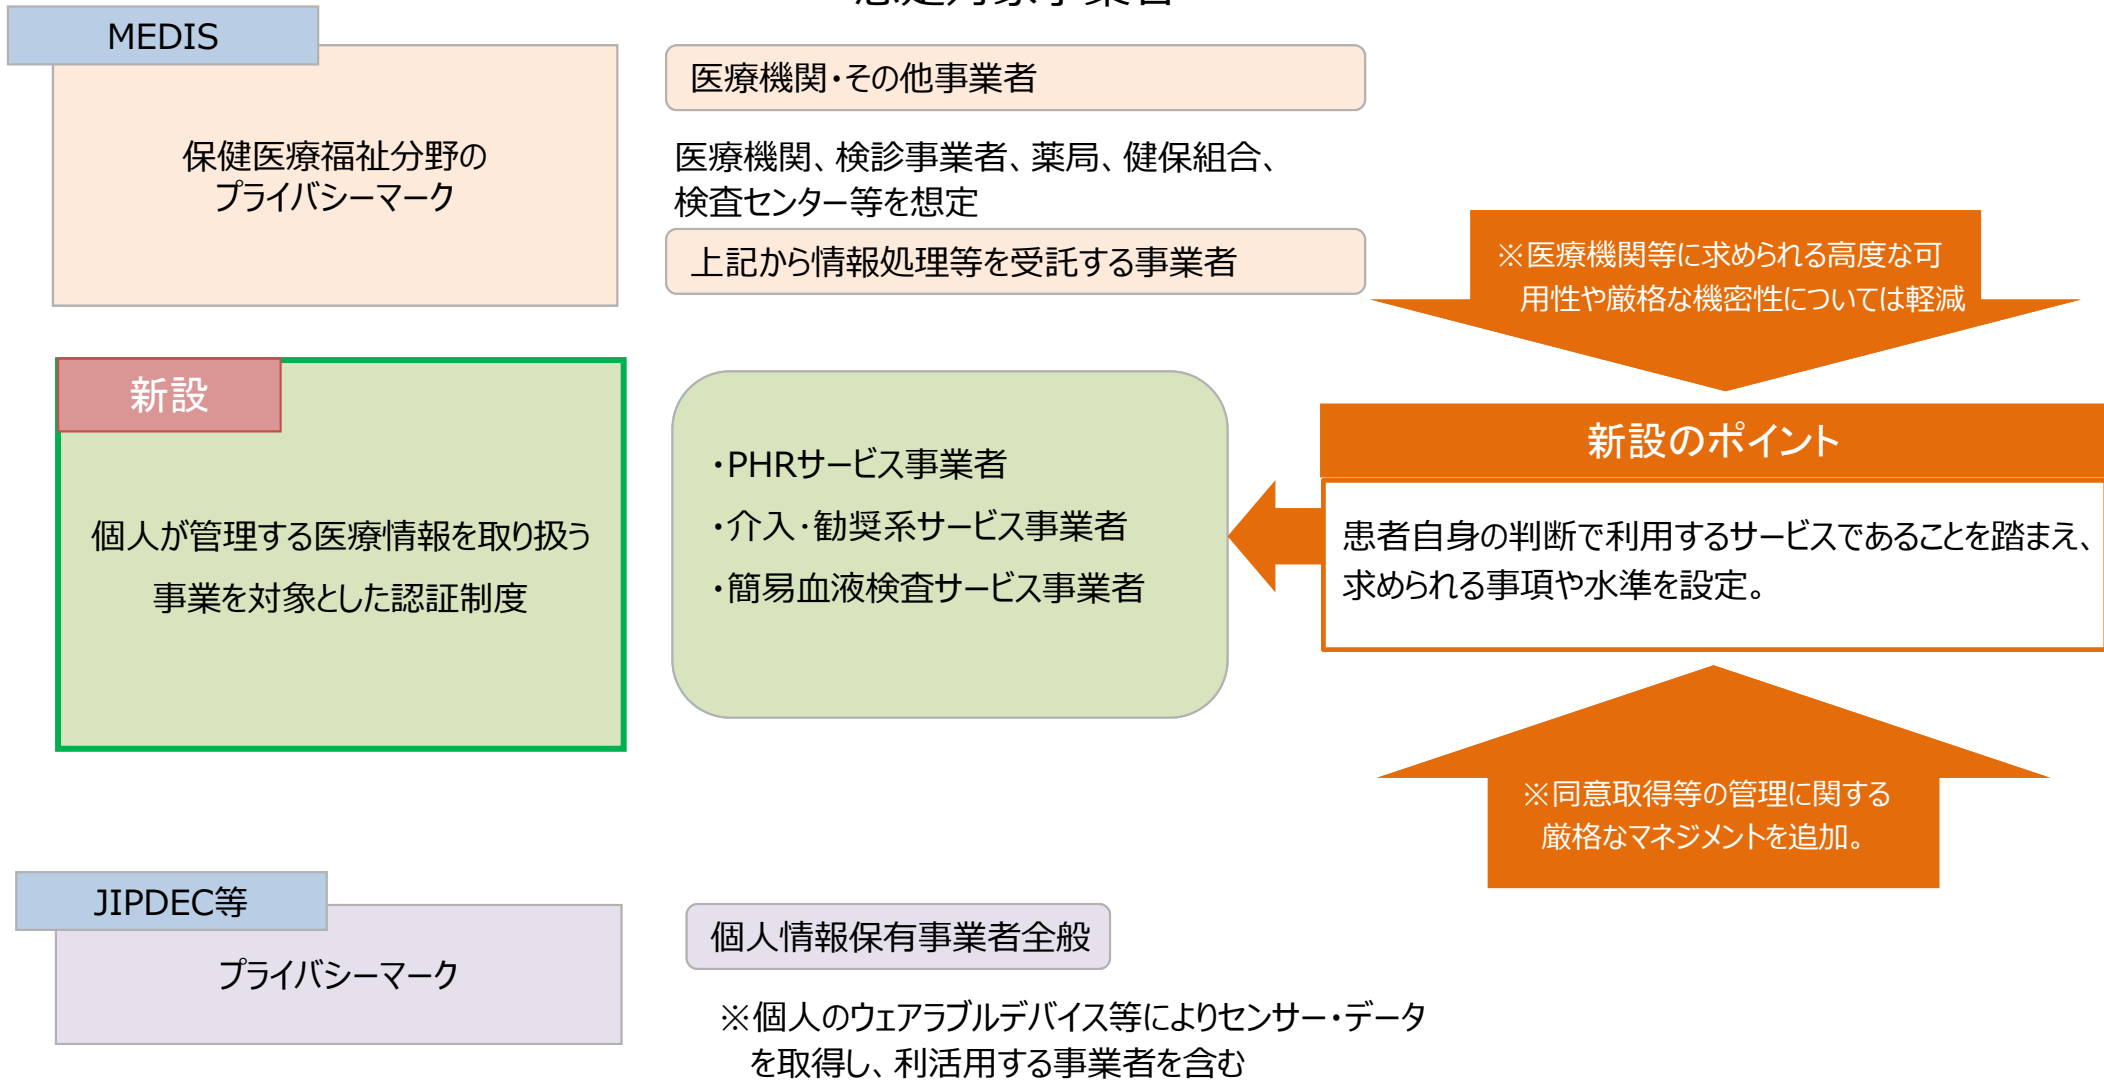 想定対象事業者
MEDIS
保健医療福祉分野の
プライバシーマーク
医療機関・その他事業者
医療機関、検診事業者、薬局、健保組合、
検査センター等を想定
上記から情報処理等を受託する事業者
※医療機関等に求められる高度な可
用性や厳格な機密性については軽減
新設
個人が管理する医療情報を取り扱う
事業を対象とした認証制度
・PHRサービス事業者
・介入・勧奨系サービス事業者
・簡易血液検査サービス事業者
新設のポイント
患者自身の判断で利用するサービスであることを踏まえ、
求められる事項や水準を設定。
※同意取得等の管理に関する
厳格なマネジメントを追加。
JIPDEC等
プライバシーマーク
個人情報保有事業者全般
※個人のウェアラブルデバイス等によりセンサー・データ
を取得し、利活用する事業者を含む